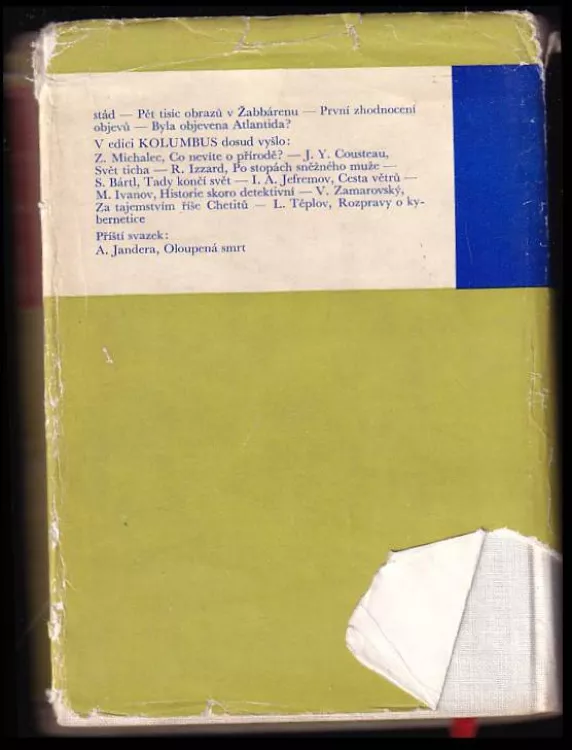 stád — Pět tisíc obrazů v Žabbárenu — První zhodnocení
objevů — Byla objevena Atlantida?
V edici KOLUMBUS dosud vyšlo:
Z. Michalec, Co nevíte o přírodě? — J. Y. Cousteau,
Svět ticha — R. Izzard, Po stopách sněžného muže —
S. Bártl, Tady končí svět — I. A. Jefremov, Cesta větrů —
M. Ivanov, Historie skoro detektivní — V. Zamarovský,
Za tajemstvím říše Chetitů — L. Těplov, Rozpravy o ky-
bernetice
Příští svazek:
A. Jandera, Oloupená smrt